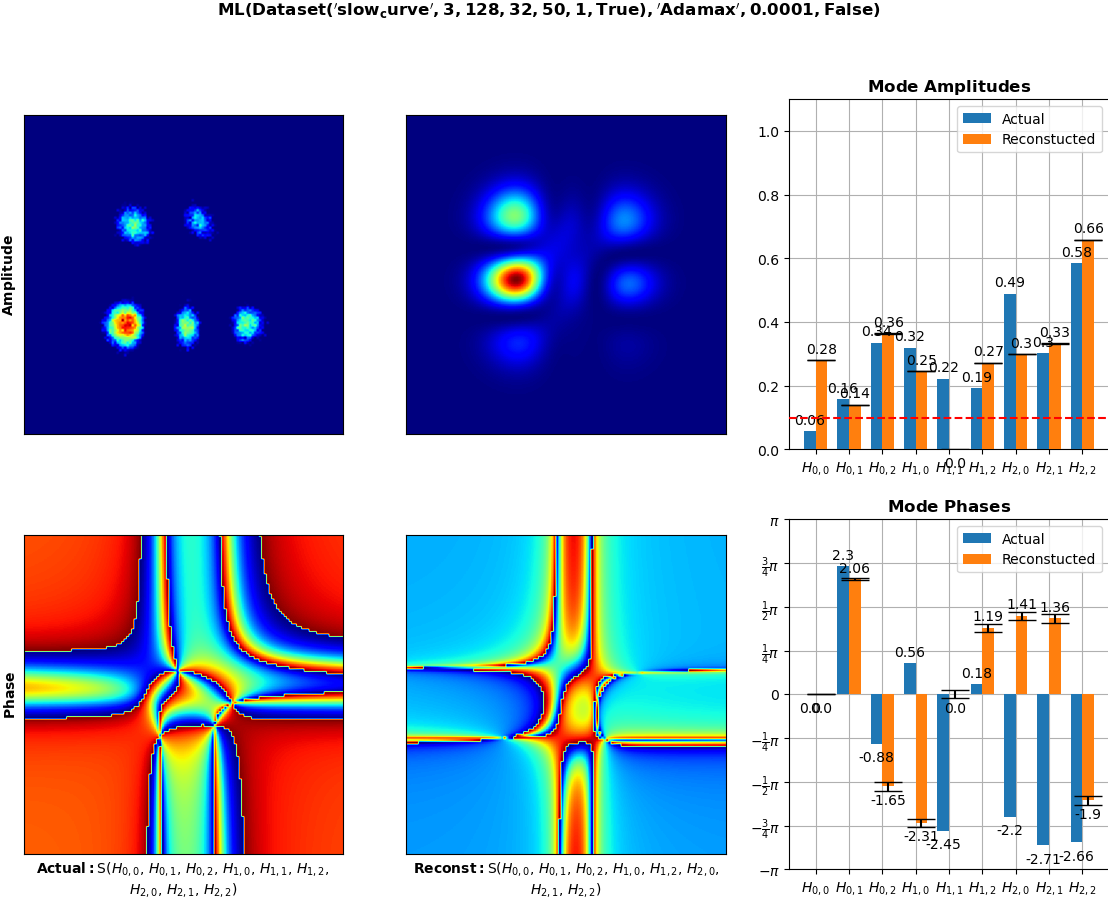 ML(Dataset('slow_curve', 3, 128, 32, 50, 1, True), 'Adamax', 0.0001, False)
Amplitude
Mode Amplitudes
Actual
Reconstucted
1.0
0.8
0.6
0.4
0.2
0.0
0.06 0.16 0.34 0.32 0.22 0.19 0.49 0.3 0.58
0.28 0.14 0.36 0.25 0.0 0.27 0.3 0.33 0.66
H0,0 H0,1 H0,2 H1,0 H1,1 H1,2 H2,0 H2,1 H2,2
Phase
Mode Phases
Actual
Reconstucted
π
3/4π
1/2π
1/4π
0
−1/4π
−1/2π
−3/4π
−π
0.0 2.3 -0.88 0.56 -2.45 0.18 -2.2 -2.71 -2.66
0.0 2.06 -1.65 -2.31 0.0 1.19 1.41 1.36 -1.9
H0,0 H0,1 H0,2 H1,0 H1,1 H1,2 H2,0 H2,1 H2,2
Actual: S(H0,0, H0,1, H0,2, H1,0, H1,1, H1,2,
H2,0, H2,1, H2,2)
Reconst: S(H0,0, H0,1, H0,2, H1,0, H1,2, H2,0,
H2,1, H2,2)